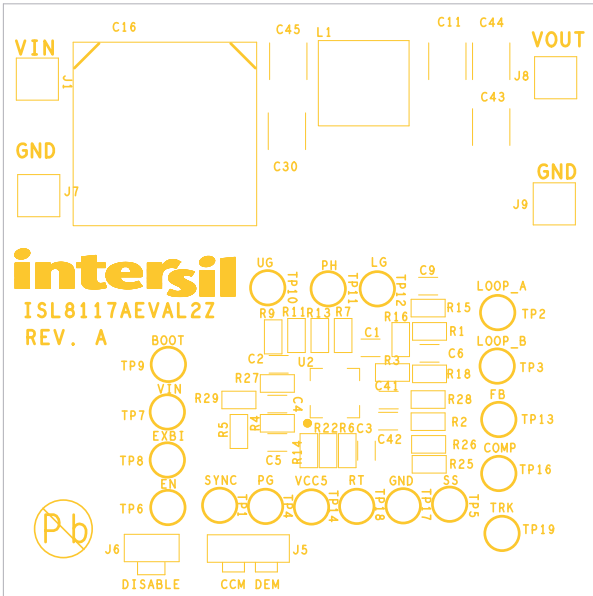 C16
C45
L1
C11
C44
VIN
VOUT
J1
J8
C43
GND
C30
GND
J7
J9
intersil
UG
PH
LG
C9
TP10
TP11
TP12
LOOP_A
ISL8117AEVAL2Z
R9
R11
R13
R7
R16
R15
TP2
REV. A
C1
R1
BOOT
LOOP_B
C2
U2
R3
C6
TP9
TP3
R27
R18
VIN
R29
C4
C41
R28
FB
TP7
R5
R4
R2
TP13
EXBI
C42
C5
R14
R22
R6
C3
R26
COMP
TP8
R25
TP16
EN
SYNC
PG
VCC5
RT
GND
SS
TP6
TP1
TP4
TP14
TP18
TP17
TP5
TRK
Pb
TP19
J6
J5
DISABLE
CCM DEM